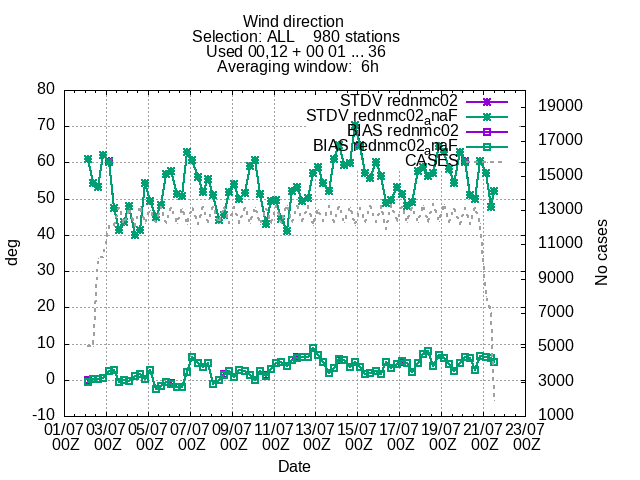 Wind direction
Selection: ALL 980 stations
Used 00,12 + 00 01 ... 36
Averaging window: 6h
STDV rednmc02
STDV rednmc02anaF
BIAS rednmc02
BIAS rednmc02anaF
CASES
80
70
60
50
40
30
20
10
0
-10
deg
19000
17000
15000
13000
11000
9000
7000
5000
3000
1000
No cases
01/07 03/07 05/07 07/07 09/07 11/07 13/07 15/07 17/07 19/07 21/07 23/07
00Z 00Z 00Z 00Z 00Z 00Z 00Z 00Z 00Z 00Z 00Z 00Z
Date